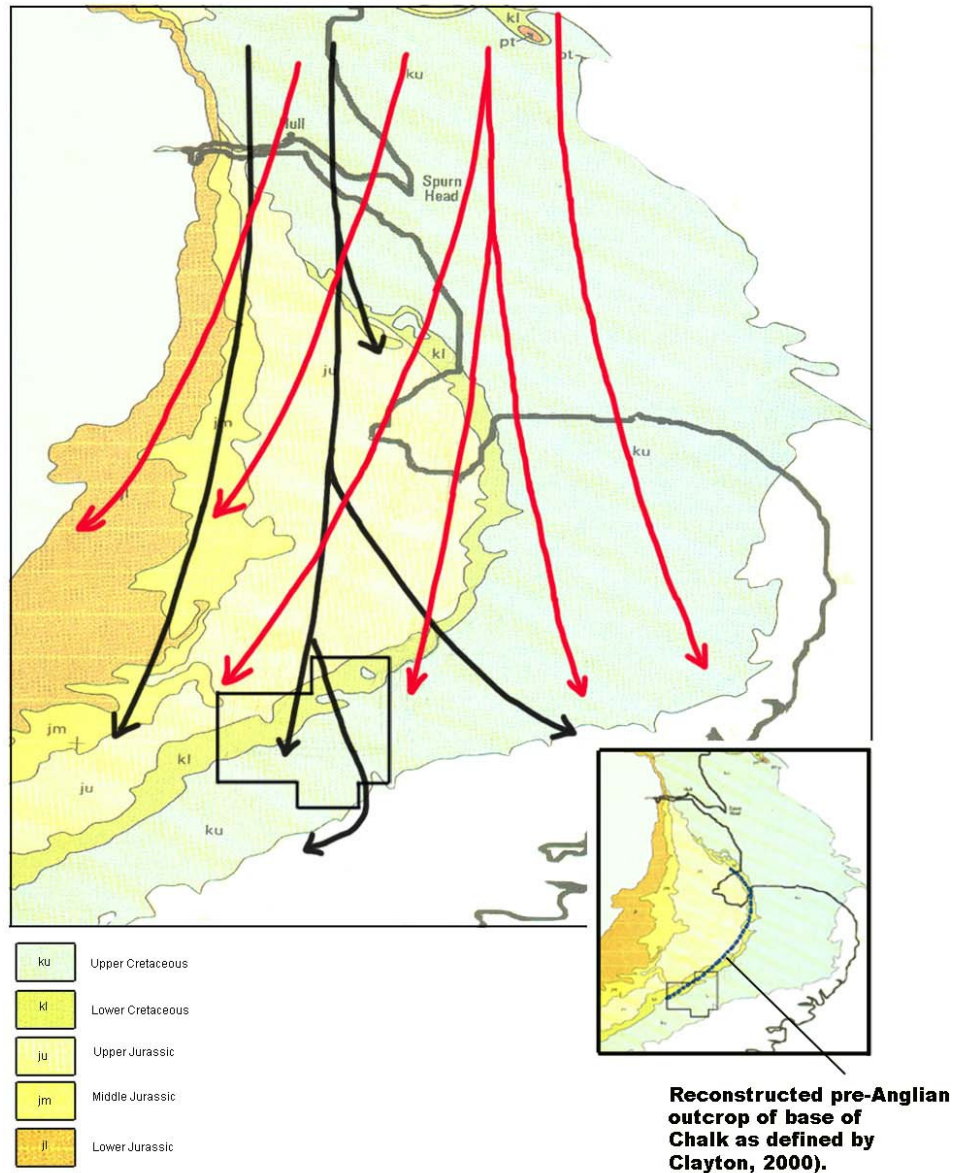 kl
pt
pt
ku
Hull
Spurn
Head
kl
ju
jm
ku
jl
jm
kl
ju
ku
ku Upper Cretaceous
kl Lower Cretaceous
ju Upper Jurassic
jm Middle Jurassic
jl Lower Jurassic
Reconstructed pre-Anglian
outcrop of base of
Chalk as defined by
Clayton, 2000).